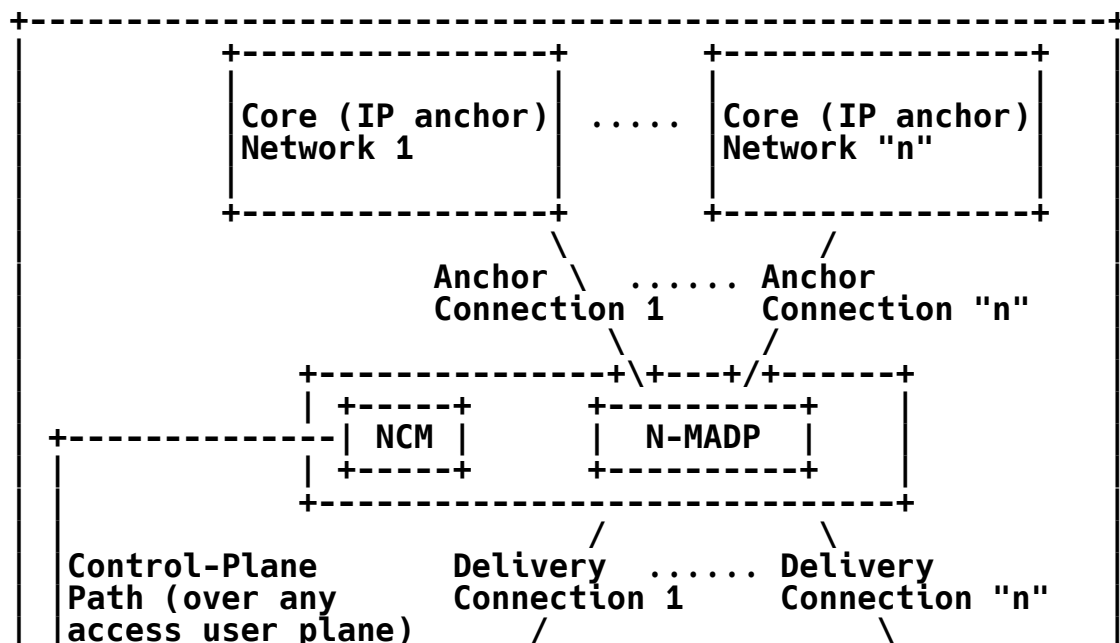 Core (IP anchor) ..... Core (IP anchor)
Network 1 Network "n"
Anchor ...... Anchor
Connection 1 Connection "n"
NCM N-MADP
Control-Plane Delivery ...... Delivery
Path (over any Connection 1 Connection "n"
access user plane)